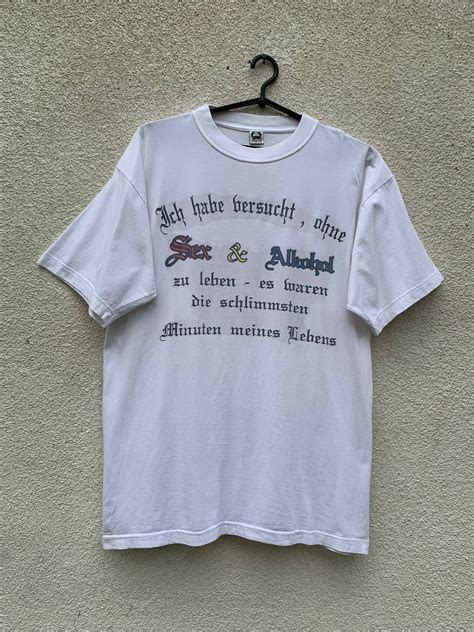 Ich habe versucht, ohne
Sex & Alkohol
zu leben - es waren
die schlimmsten
Minuten meines Lebens